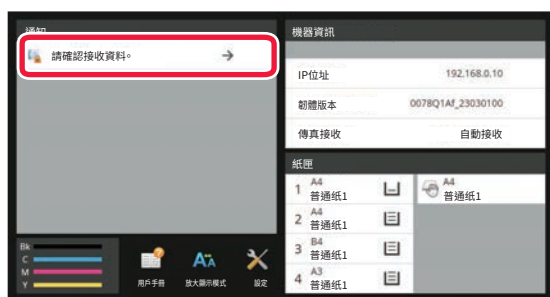 通知
請確認接收資料。
機器資訊
IP位址 192.168.0.10
韌體版本 0078Q1Af_23030100
傳真接收 自動接收
紙匣
1 A4
普通紙1
A4
普通紙1
2 A4
普通紙1
3 B4
普通紙1
4 A3
普通紙1
Bk
C
M
Y
用戶手冊
放大顯示模式
設定